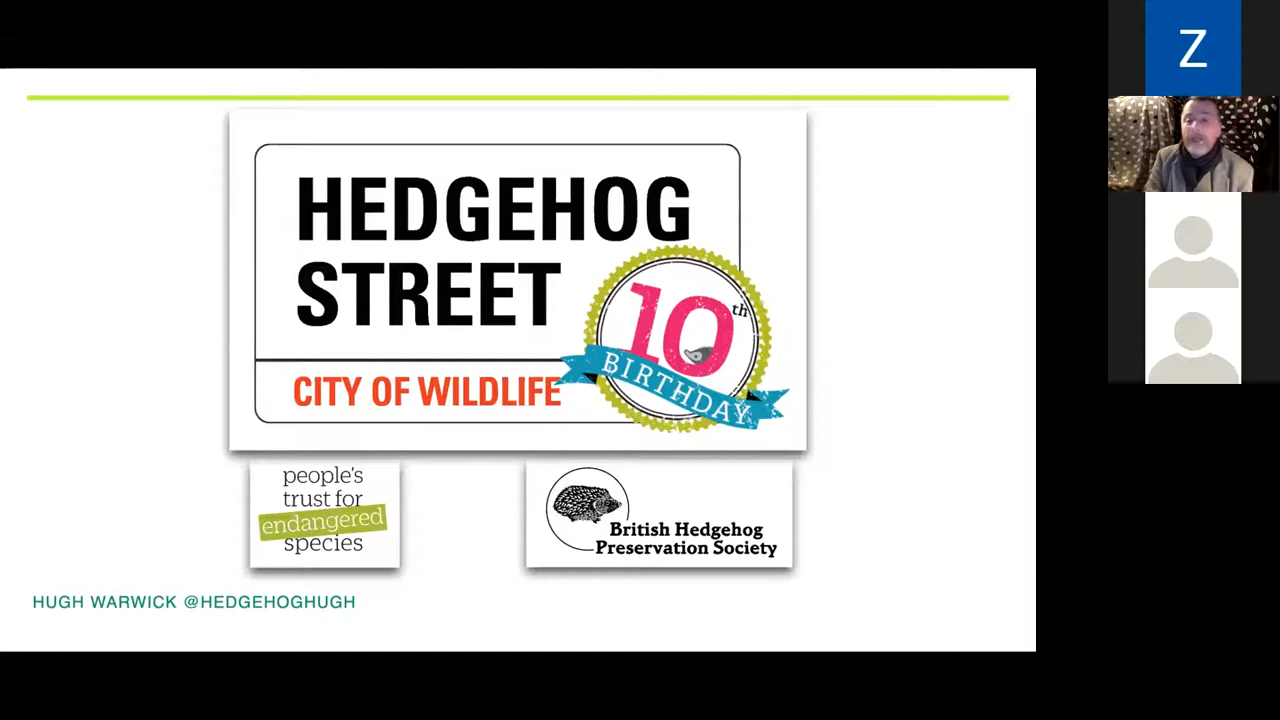 Z
HEDGEHOG
STREET
10th
BIRTHDAY
CITY OF WILDLIFE
people's
trust for
endangered
species
British Hedgehog
Preservation Society
HUGH WARWICK @HEDGEHOGHUGH